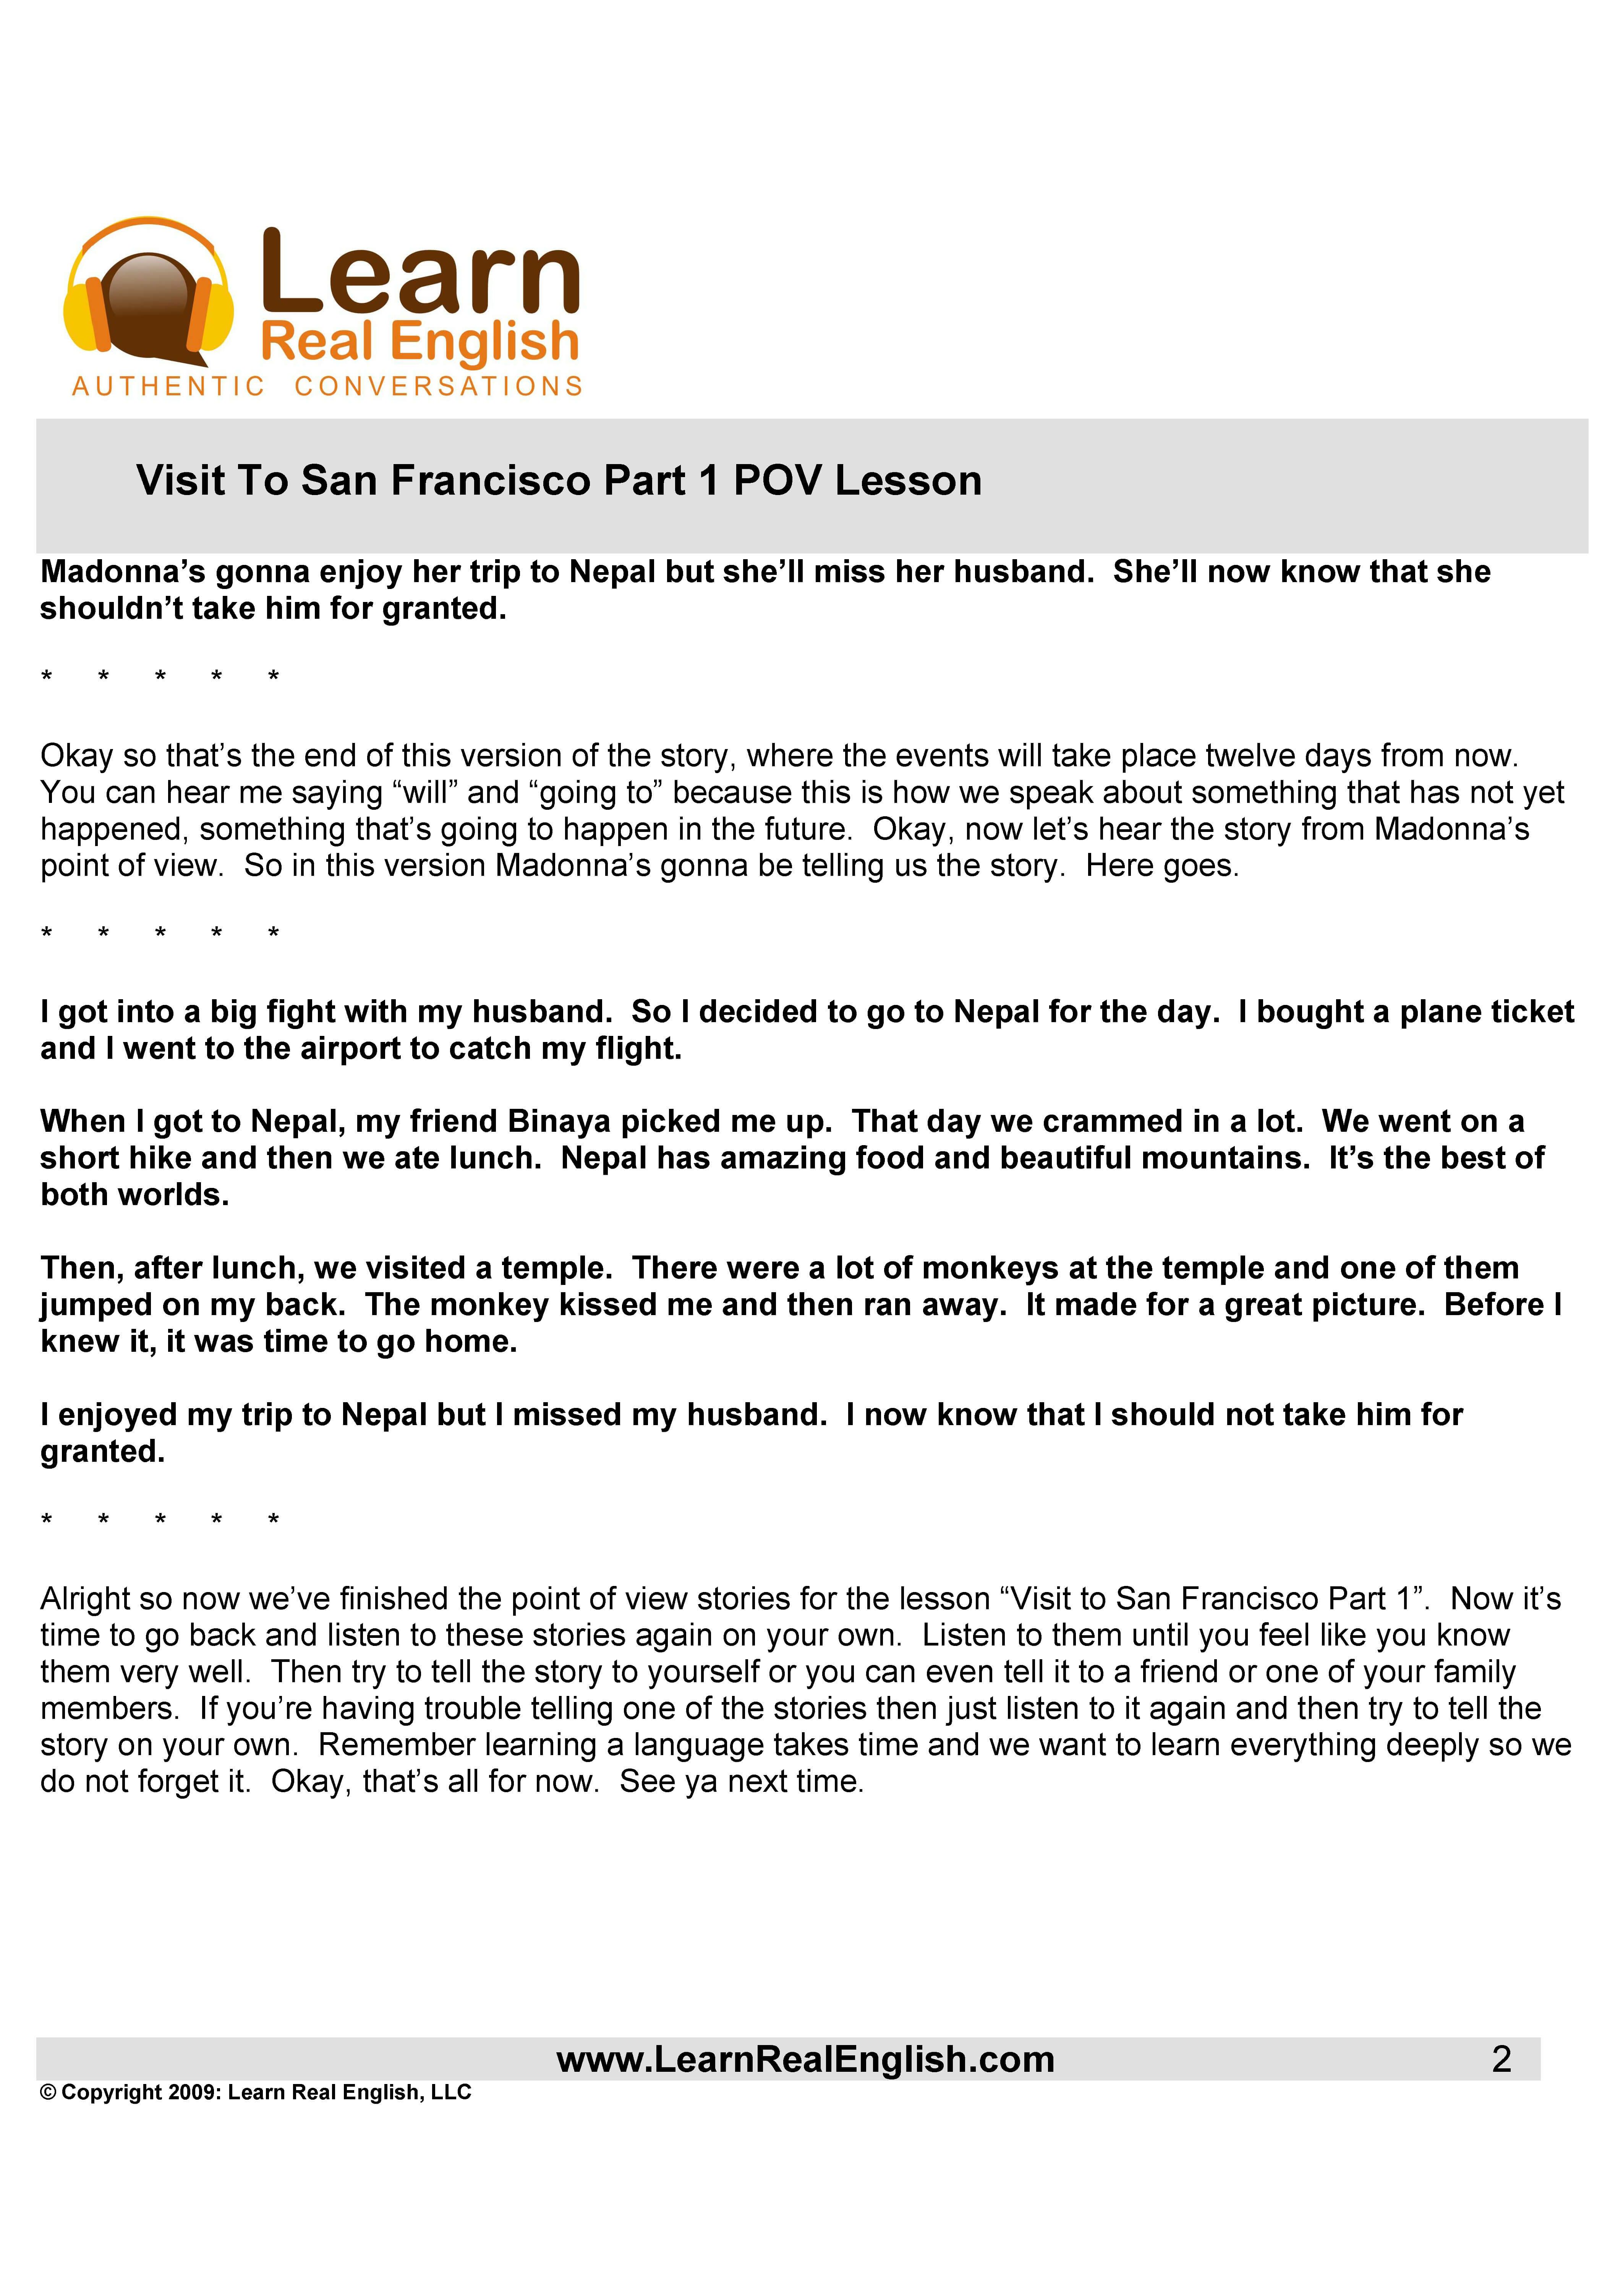 Learn
Real English
AUTHENTIC CONVERSATIONS
Visit To San Francisco Part 1 POV Lesson
Madonna’s gonna enjoy her trip to Nepal but she’ll miss her husband.  She’ll now know that she
shouldn’t take him for granted.
* * * * *
Okay so that’s the end of this version of the story, where the events will take place twelve days from now.
You can hear me saying “will” and “going to” because this is how we speak about something that has not yet
happened, something that’s going to happen in the future.  Okay, now let’s hear the story from Madonna’s
point of view.  So in this version Madonna’s gonna be telling us the story.  Here goes.
* * * * *
I got into a big fight with my husband.  So I decided to go to Nepal for the day.  I bought a plane ticket
and I went to the airport to catch my flight.
When I got to Nepal, my friend Binaya picked me up.  That day we crammed in a lot.  We went on a
short hike and then we ate lunch.  Nepal has amazing food and beautiful mountains.  It’s the best of
both worlds.
Then, after lunch, we visited a temple.  There were a lot of monkeys at the temple and one of them
jumped on my back.  The monkey kissed me and then ran away.  It made for a great picture.  Before I
knew it, it was time to go home.
I enjoyed my trip to Nepal but I missed my husband.  I now know that I should not take him for
granted.
* * * * *
Alright so now we’ve finished the point of view stories for the lesson “Visit to San Francisco Part 1”.  Now it’s
time to go back and listen to these stories again on your own.  Listen to them until you feel like you know
them very well.  Then try to tell the story to yourself or you can even tell it to a friend or one of your family
members.  If you’re having trouble telling one of the stories then just listen to it again and then try to tell the
story on your own.  Remember learning a language takes time and we want to learn everything deeply so we
do not forget it.  Okay, that’s all for now.  See ya next time.
www.LearnRealEnglish.com 2
© Copyright 2009: Learn Real English, LLC